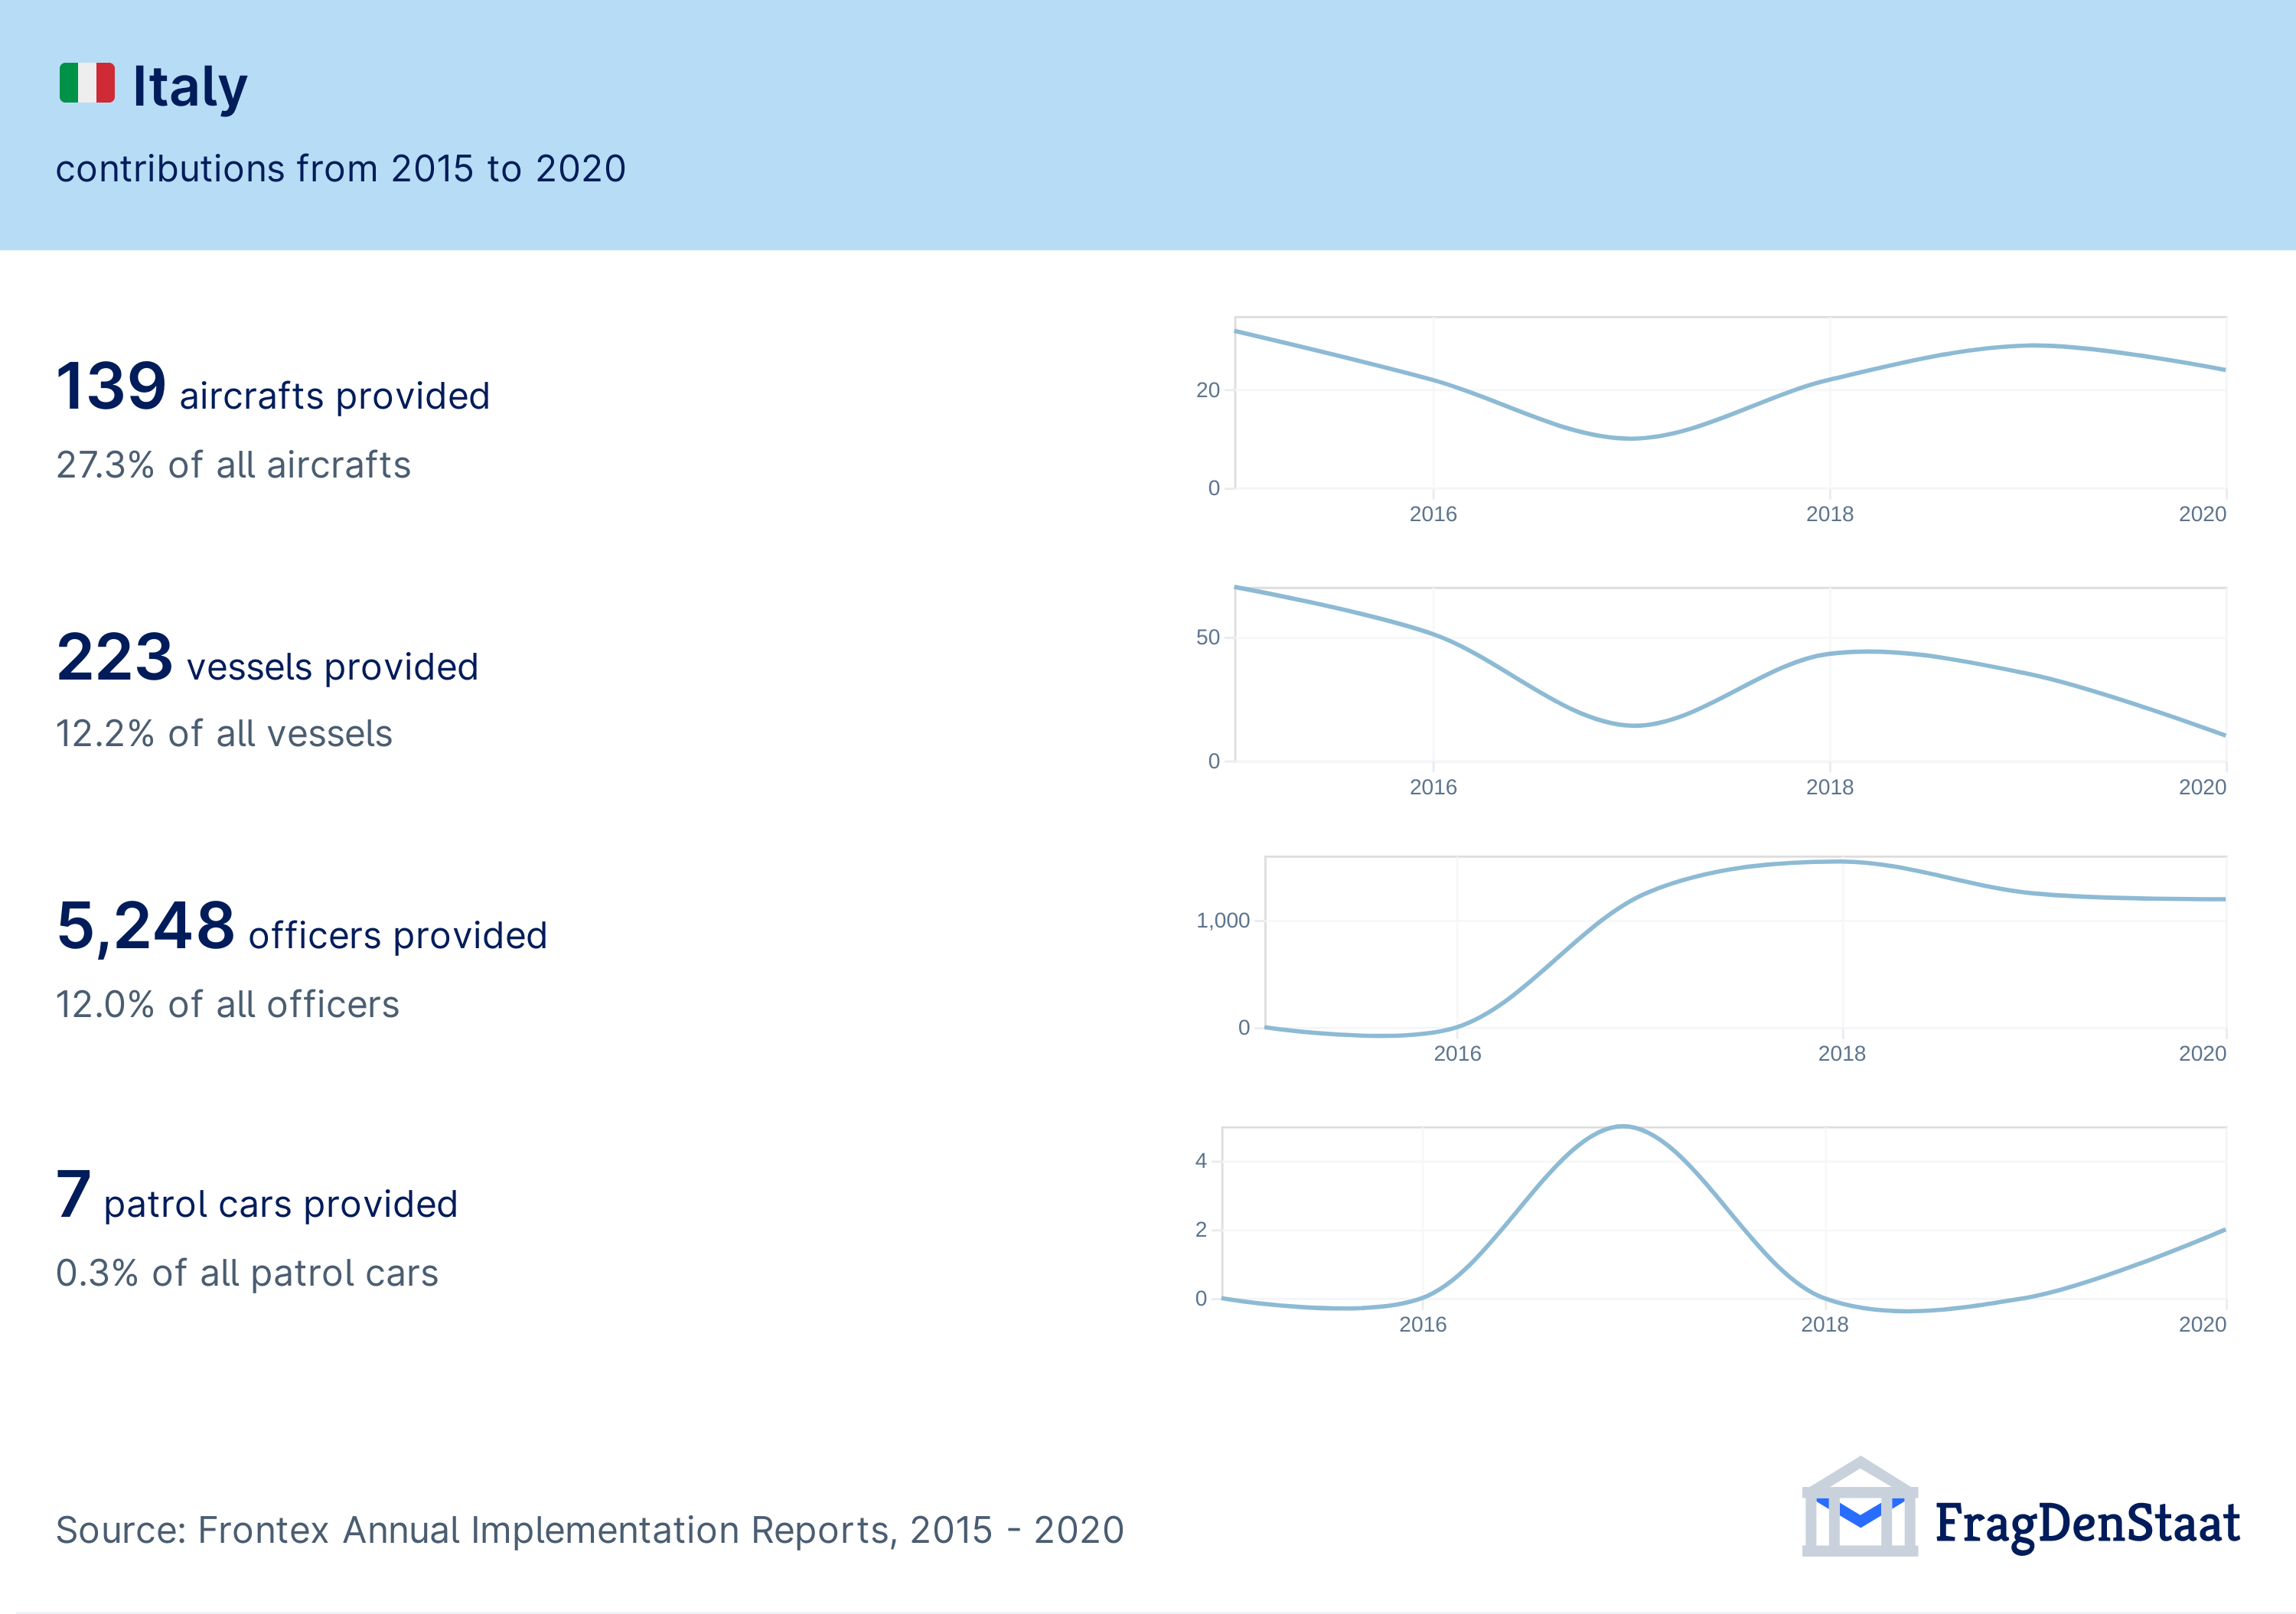 Italy
contributions from 2015 to 2020
139 aircrafts provided
27.3% of all aircrafts
20
0
2016 2018 2020
223 vessels provided
12.2% of all vessels
50
0
2016 2018 2020
5,248 officers provided
12.0% of all officers
1,000
0
2016 2018 2020
7 patrol cars provided
0.3% of all patrol cars
4
2
0
2016 2018 2020
Source: Frontex Annual Implementation Reports, 2015 - 2020
FragDenStaat